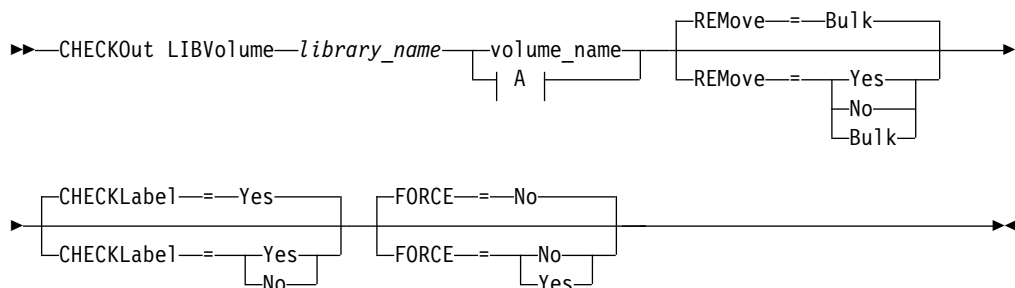 REMove = Bulk
CHECKOut LIBVolume library_name volume_name
A
REMove = Yes
No
Bulk
CHECKLabel = Yes
FORCE = No
CHECKLabel = Yes
No
FORCE = No
Yes